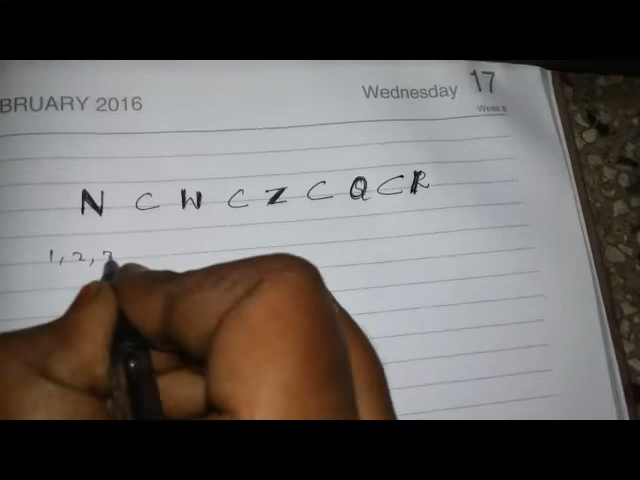 BRUARY 2016
Wednesday 17
Week 8
N ⊂ W ⊂ Z ⊂ Q ⊂ R
1, 2, 3